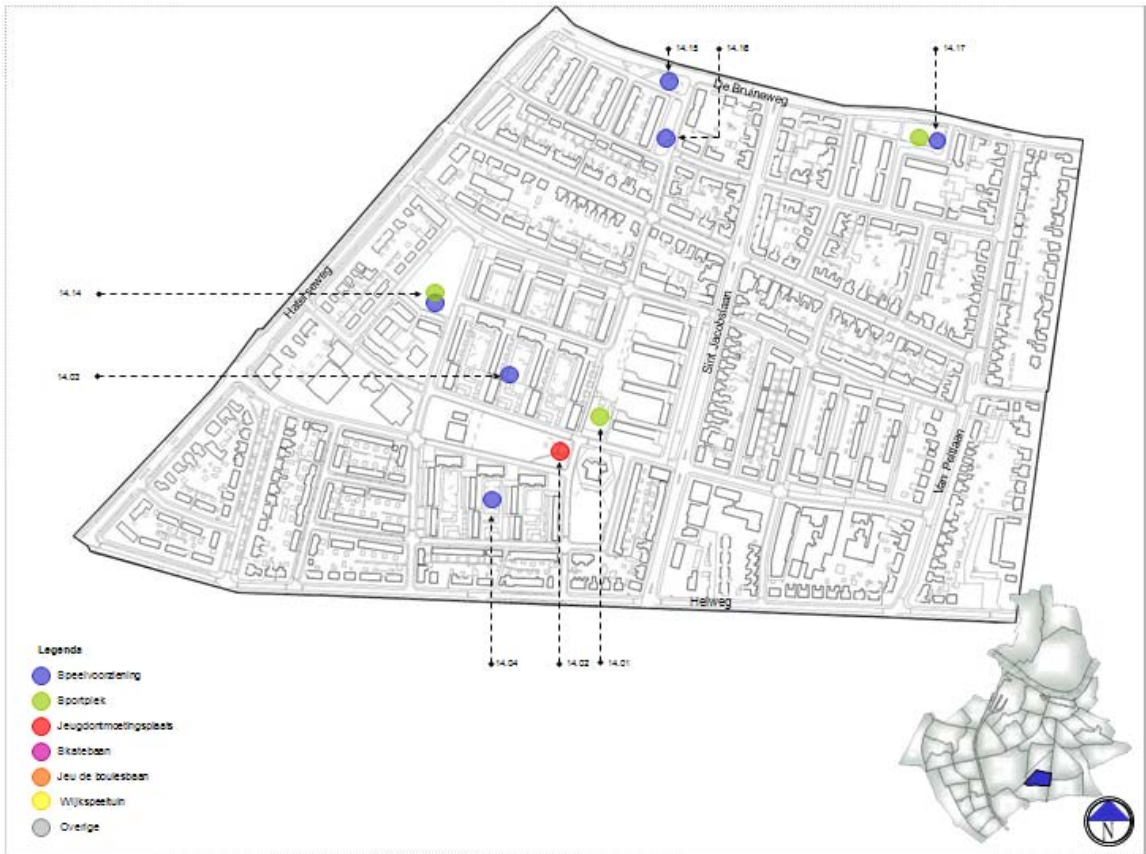 14.15
14.16
14.17
De Bruineweg
Hatertseweg
14.14
Sint Jacobslaan
14.03
Van Peltlaan
Heiweg
14.04
14.02
14.01
Legenda
Speelvoorziening
Sportplek
Jeugdontmoetingsplaats
Skatebaan
Jeu de boulesbaan
Wijkspeeltuin
Overige
N